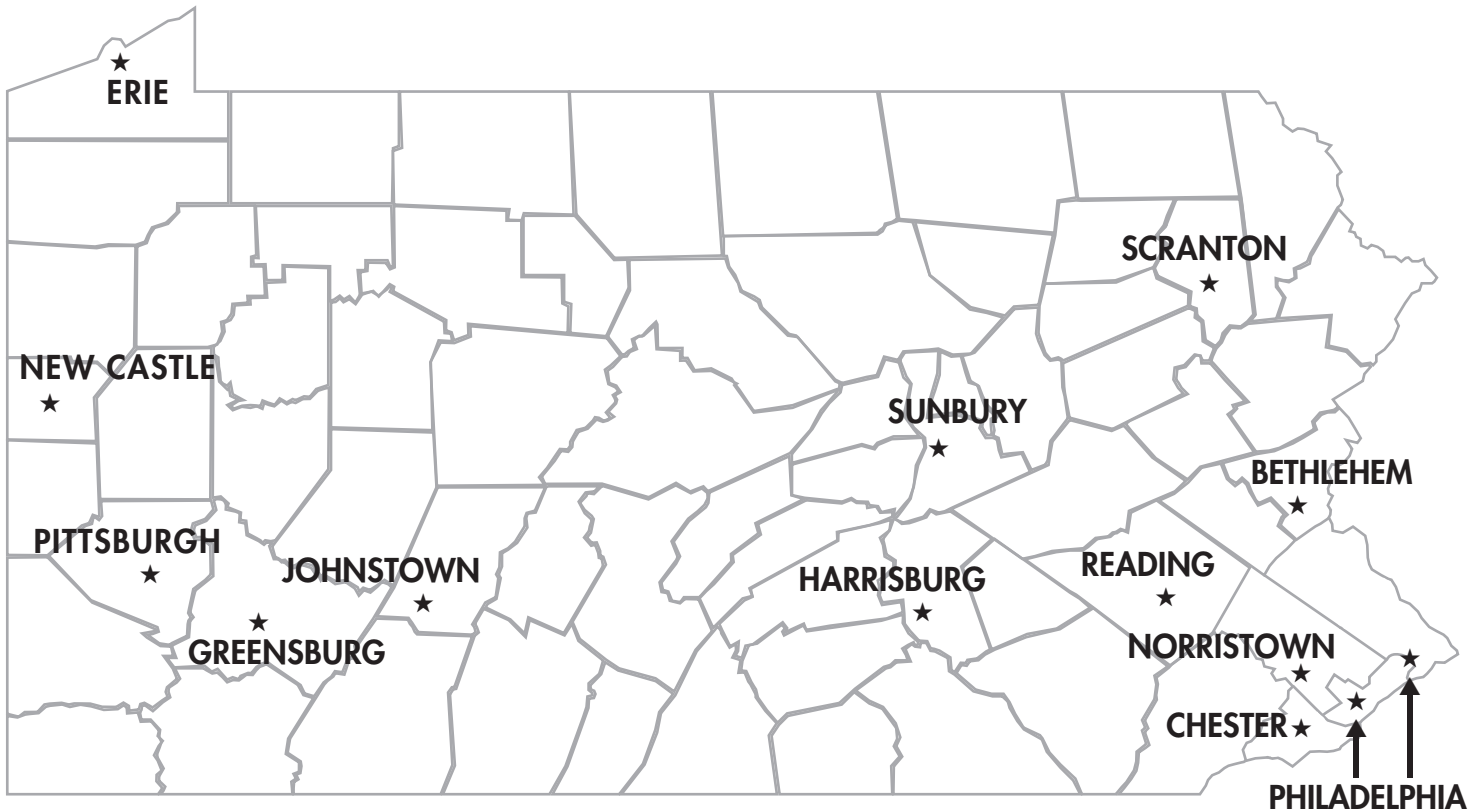 ERIE
SCRANTON
NEW CASTLE
SUNBURY
BETHLEHEM
PITTSBURGH
JOHNSTOWN
HARRISBURG
READING
GREENSBURG
NORRISTOWN
CHESTER
PHILADELPHIA